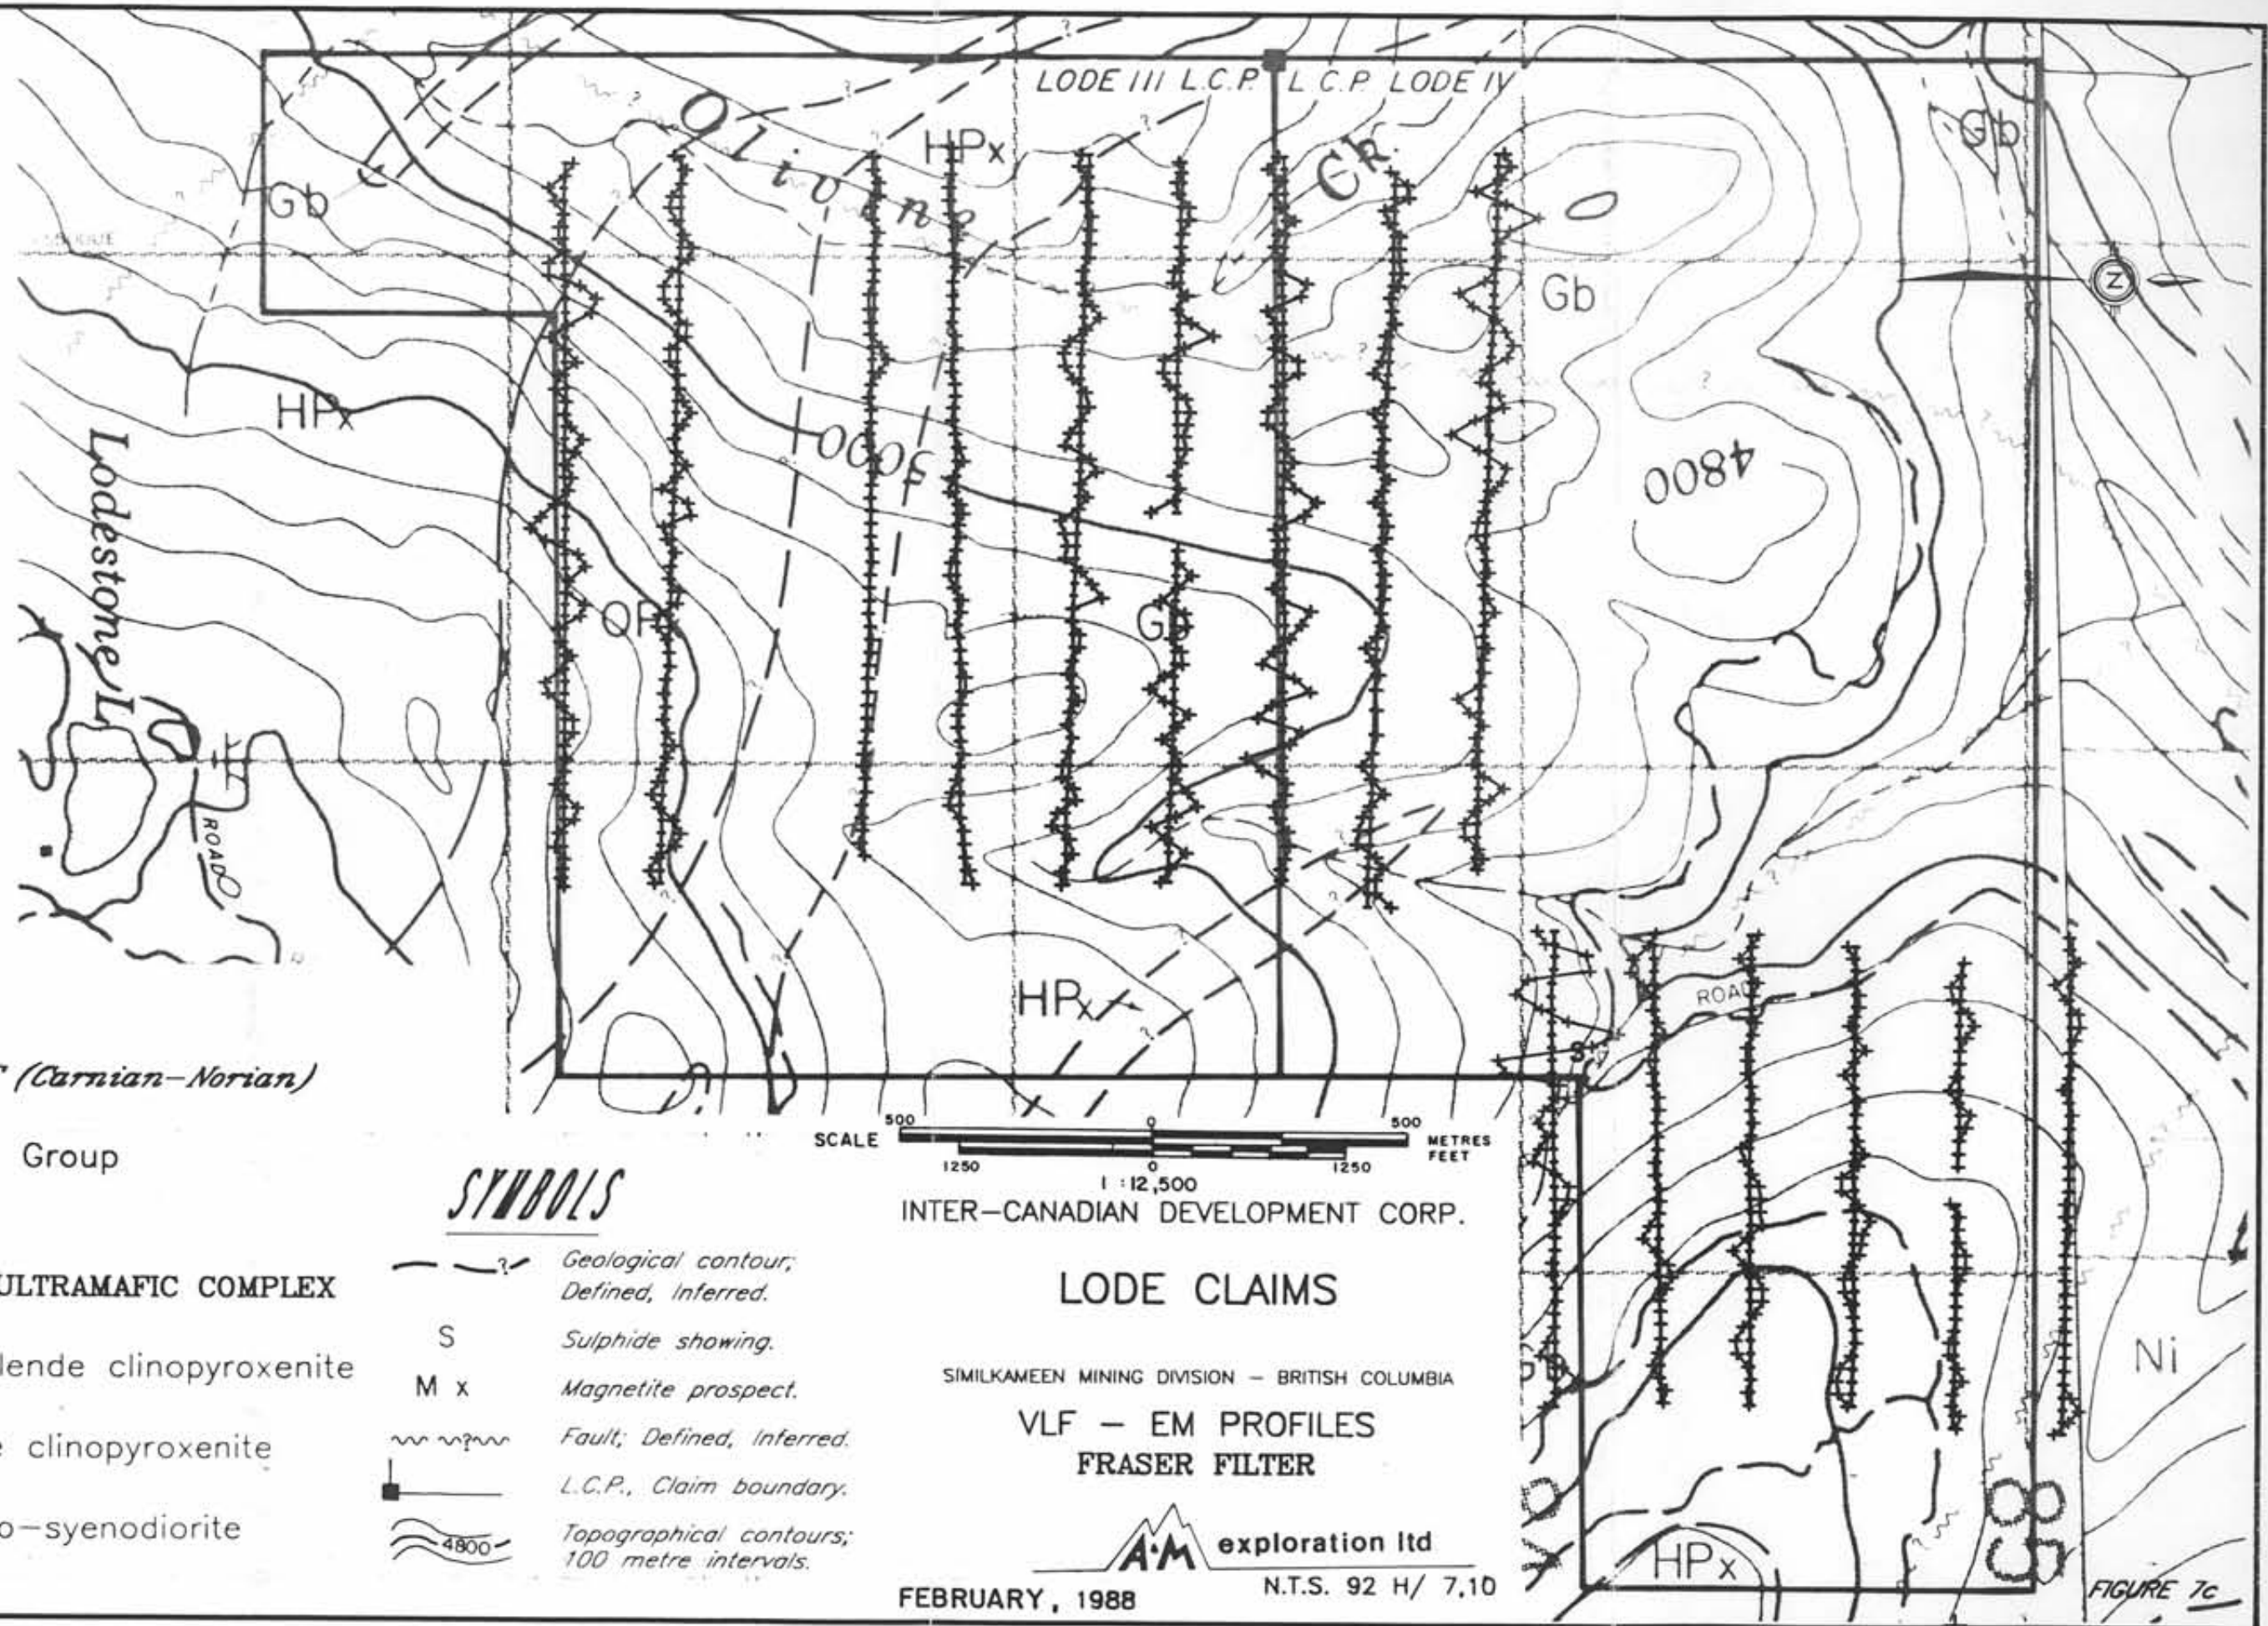 LODE III L.C.P. L.C.P. LODE IV
Olivine
Ck.
HPx
Gb
Gb
Gb
HPx
5000
4800
Lodestone L
ROAD
OP
Gb
HPx
ROAD
S
Z
Ni
Gb
HPx
(Carnian-Norian)
Group
ULTRAMAFIC COMPLEX
lende clinopyroxenite
clinopyroxenite
o-syenodiorite
SYMBOLS
Geological contour;
Defined, Inferred.
S Sulphide showing.
M x Magnetite prospect.
Fault; Defined, Inferred.
L.C.P., Claim boundary.
4800 Topographical contours;
100 metre intervals.
SCALE 500 0 500 METRES
1250 0 1250 FEET
1 : 12,500
INTER-CANADIAN DEVELOPMENT CORP.
LODE CLAIMS
SIMILKAMEEN MINING DIVISION - BRITISH COLUMBIA
VLF - EM PROFILES
FRASER FILTER
A·M exploration ltd
FEBRUARY, 1988
N.T.S. 92 H/ 7,10
FIGURE 7c